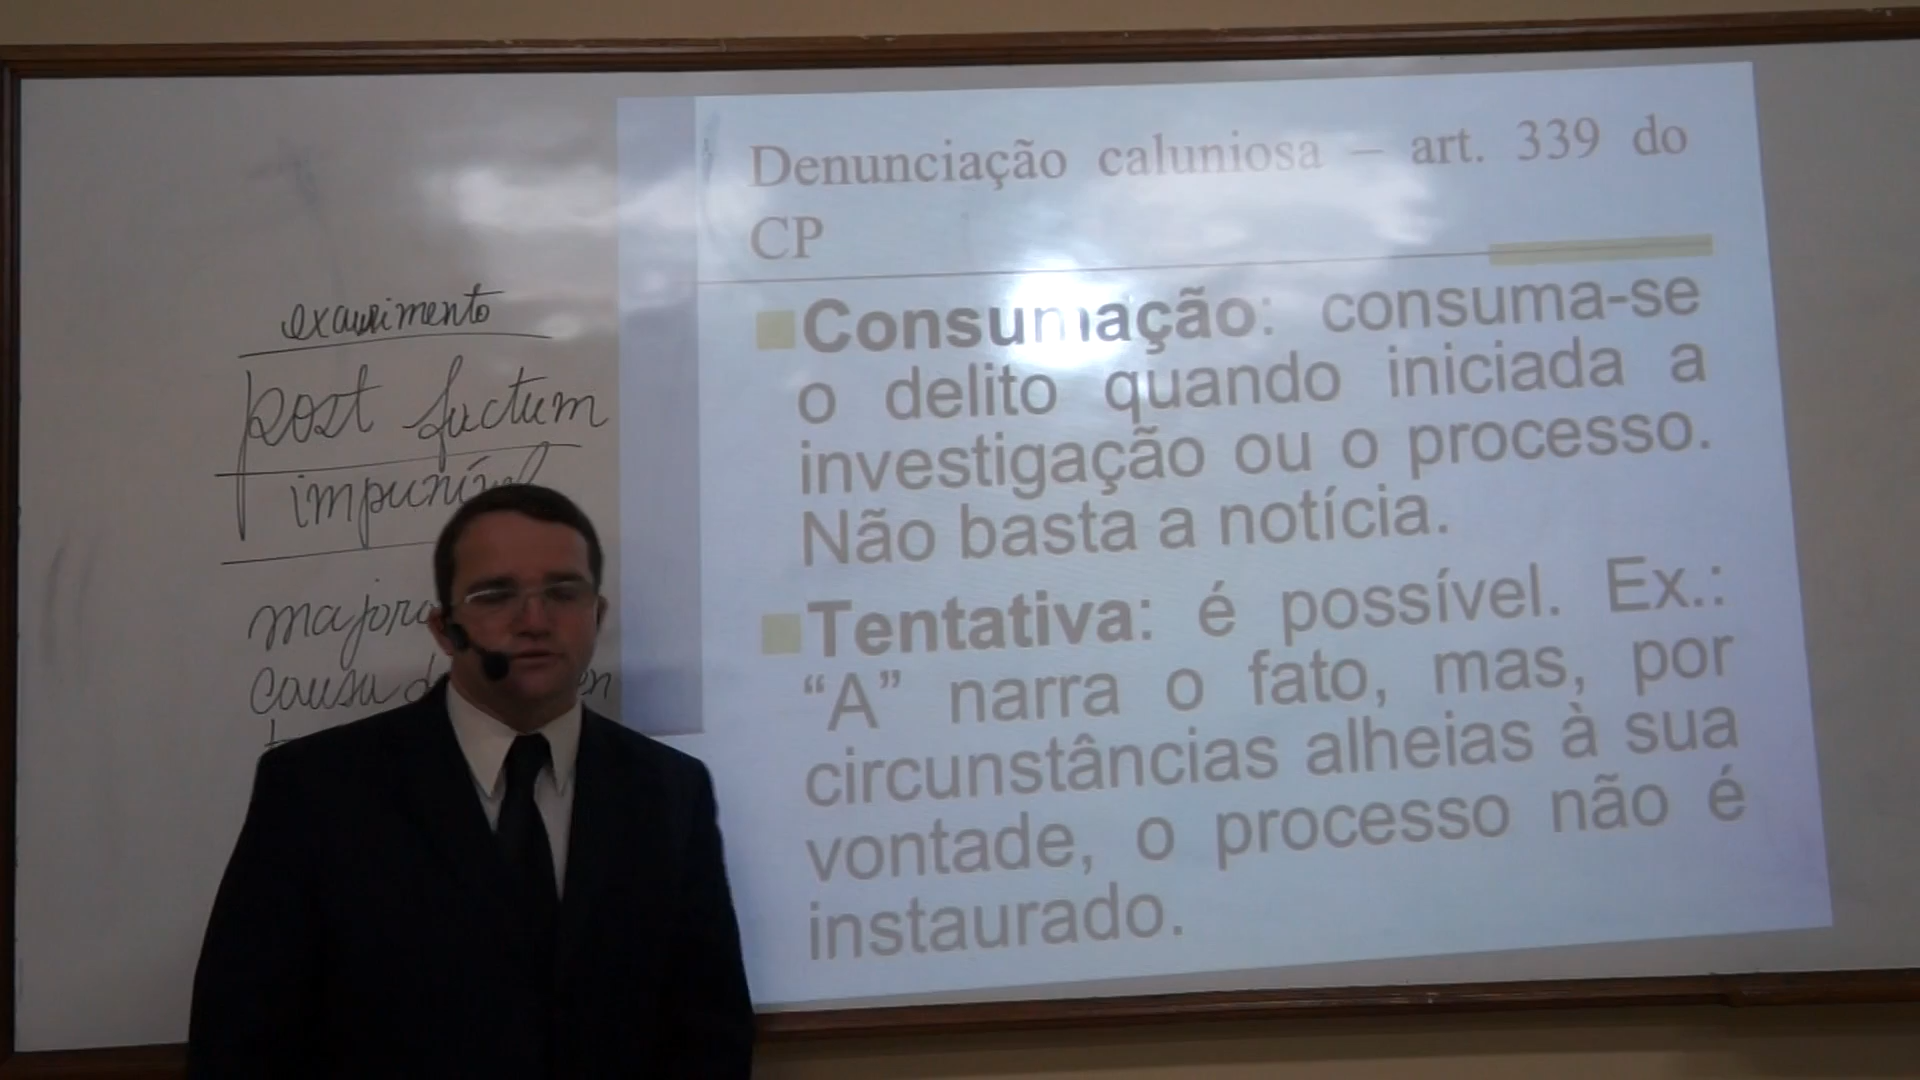 exaurimento
post factum
impunível
causa
Denunciação caluniosa – art. 339 do
CP
Consumação: consuma-se
o delito quando iniciada a
investigação ou o processo.
Não basta a notícia.
Tentativa: é possível. Ex.:
“A” narra o fato, mas, por
circunstâncias alheias à sua
vontade, o processo não é
instaurado.